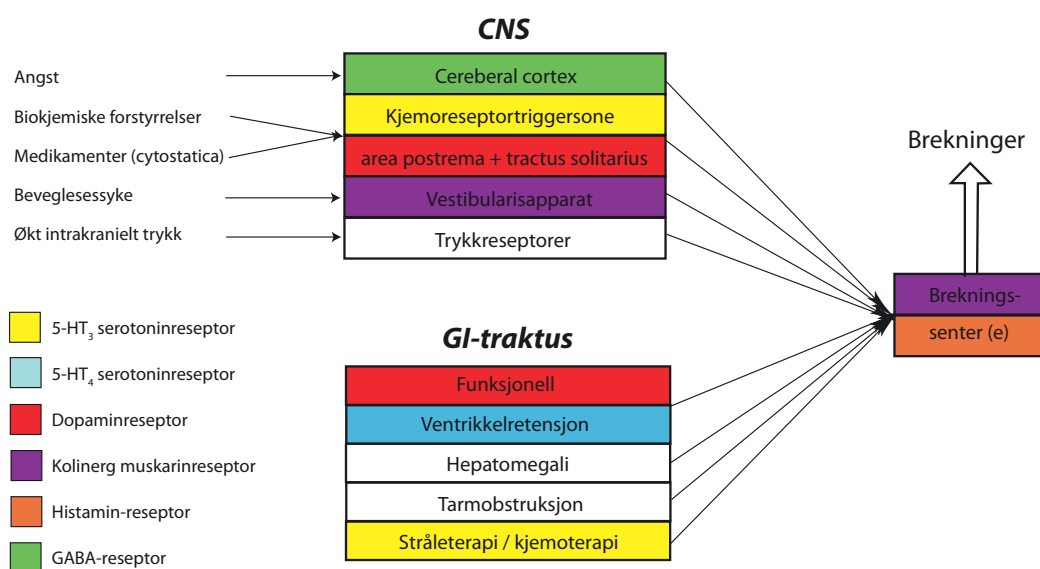 CNS
Angst
Biokjemiske forstyrrelser
Medikamenter (cytostatica)
Beveglesessyke
Økt intrakranielt trykk
Cereberal cortex
Kjemoreseptortriggersone
area postrema + tractus solitarius
Vestibularisapparat
Trykkreseptorer
Brekninger
Breknings-
senter (e)
5-HT₃ serotoninreseptor
5-HT₄ serotoninreseptor
Dopaminreseptor
Kolinerg muskarinreseptor
Histamin-reseptor
GABA-reseptor
GI-traktus
Funksjonell
Ventrikkelretensjon
Hepatomegali
Tarmobstruksjon
Stråleterapi / kjemoterapi